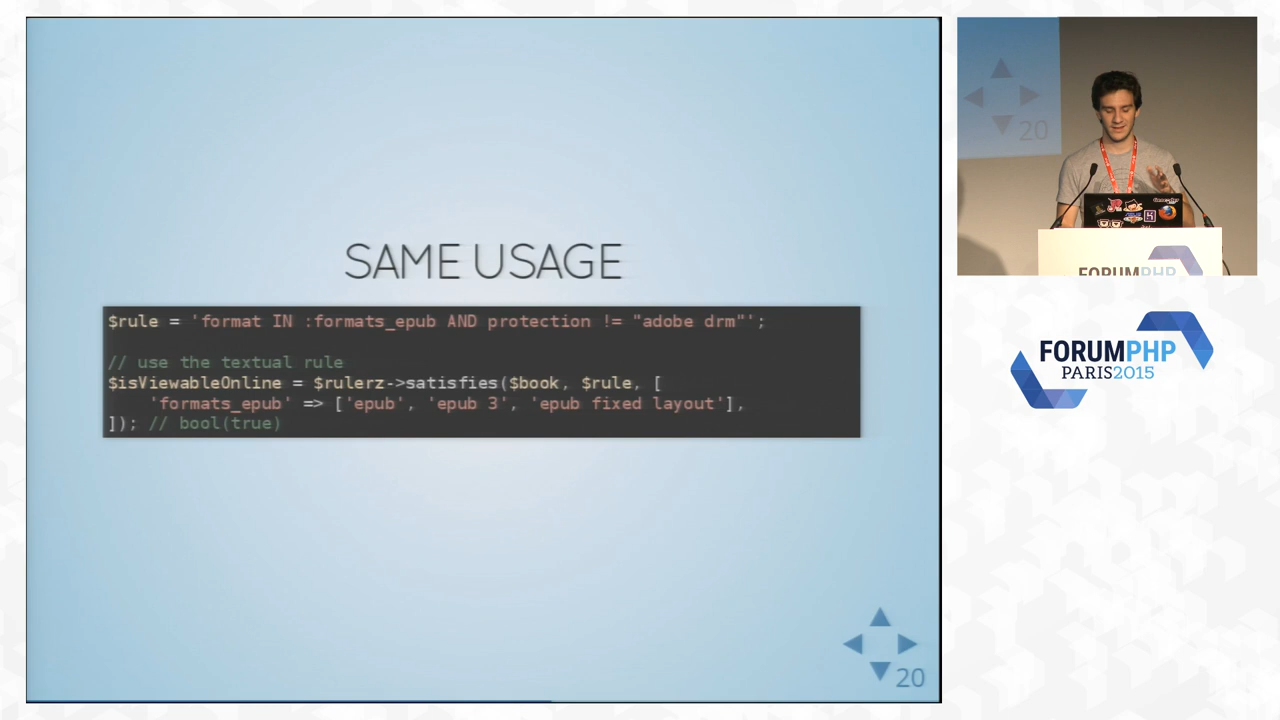 SAME USAGE
$rule = 'format IN :formats_epub AND protection != "adobe drm"';
// use the textual rule
$isViewableOnline = $rulerz->satisfies($book, $rule, [
'formats_epub' => ['epub', 'epub 3', 'epub fixed layout'],
]); // bool(true)
20
20
FORUMPHP
FORUMPHP
PARIS2015